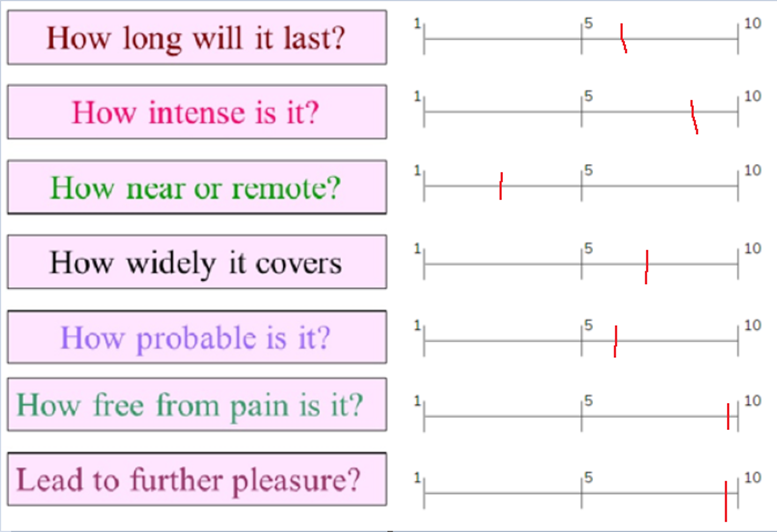 How long will it last? 1 5 10
How intense is it? 1 5 10
How near or remote? 1 5 10
How widely it covers 1 5 10
How probable is it? 1 5 10
How free from pain is it? 1 5 10
Lead to further pleasure? 1 5 10